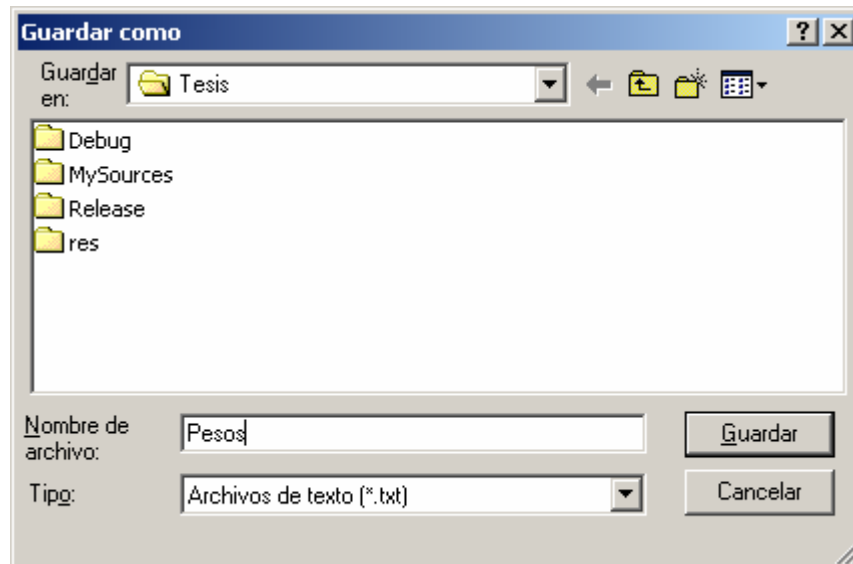 Guardar como
Guardar
en:
Tesis
Debug
MySources
Release
res
Nombre de
archivo:
Pesos
Guardar
Tipo:
Archivos de texto (*.txt)
Cancelar